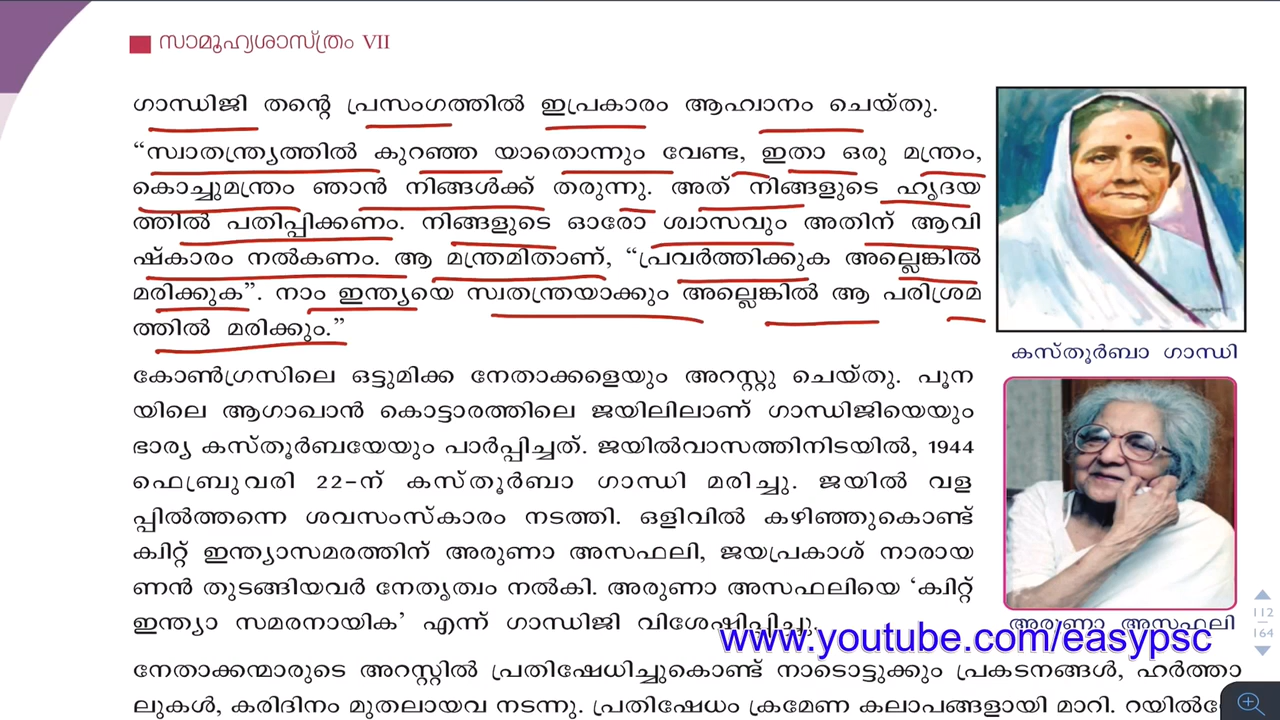 സാമൂഹ്യശാസ്ത്രം VII
ഗാന്ധിജി തന്റെ പ്രസംഗത്തിൽ ഇപ്രകാരം ആഹ്വാനം ചെയ്തു.
“സ്വാതന്ത്ര്യത്തിൽ കുറഞ്ഞ യാതൊന്നും വേണ്ട, ഇതാ ഒരു മന്ത്രം,
കൊച്ചുമന്ത്രം ഞാൻ നിങ്ങൾക്ക് തരുന്നു. അത് നിങ്ങളുടെ ഹൃദയ
ത്തിൽ പതിപ്പിക്കണം. നിങ്ങളുടെ ഓരോ ശ്വാസവും അതിന് ആവി
ഷ്കാരം നൽകണം. ആ മന്ത്രമിതാണ്, “പ്രവർത്തിക്കുക അല്ലെങ്കിൽ
മരിക്കുക”. നാം ഇന്ത്യയെ സ്വതന്ത്രയാക്കും അല്ലെങ്കിൽ ആ പരിശ്രമ
ത്തിൽ മരിക്കും.”
കസ്തൂർബാ ഗാന്ധി
കോൺഗ്രസിലെ ഒട്ടുമിക്ക നേതാക്കളെയും അറസ്റ്റു ചെയ്തു. പൂന
യിലെ ആഗാഖാൻ കൊട്ടാരത്തിലെ ജയിലിലാണ് ഗാന്ധിജിയെയും
ഭാര്യ കസ്തൂർബയേയും പാർപ്പിച്ചത്. ജയിൽവാസത്തിനിടയിൽ, 1944
ഫെബ്രുവരി 22-ന് കസ്തൂർബാ ഗാന്ധി മരിച്ചു. ജയിൽ വള
പ്പിൽത്തന്നെ ശവസംസ്കാരം നടത്തി. ഒളിവിൽ കഴിഞ്ഞുകൊണ്ട്
ക്വിറ്റ് ഇന്ത്യാസമരത്തിന് അരുണാ അസഫലി, ജയപ്രകാശ് നാരായ
ണൻ തുടങ്ങിയവർ നേതൃത്വം നൽകി. അരുണാ അസഫലിയെ ‘ക്വിറ്റ്
ഇന്ത്യാ സമരനായിക’ എന്ന് ഗാന്ധിജി വിശേഷിപ്പിച്ചു.
അരുണാ അസഫലി
www.youtube.com/easypsc
112
164
നേതാക്കന്മാരുടെ അറസ്റ്റിൽ പ്രതിഷേധിച്ചുകൊണ്ട് നാടൊട്ടുക്കും പ്രകടനങ്ങൾ, ഹർത്താ
ലുകൾ, കരിദിനം മുതലായവ നടന്നു. പ്രതിഷേധം ക്രമേണ കലാപങ്ങളായി മാറി.